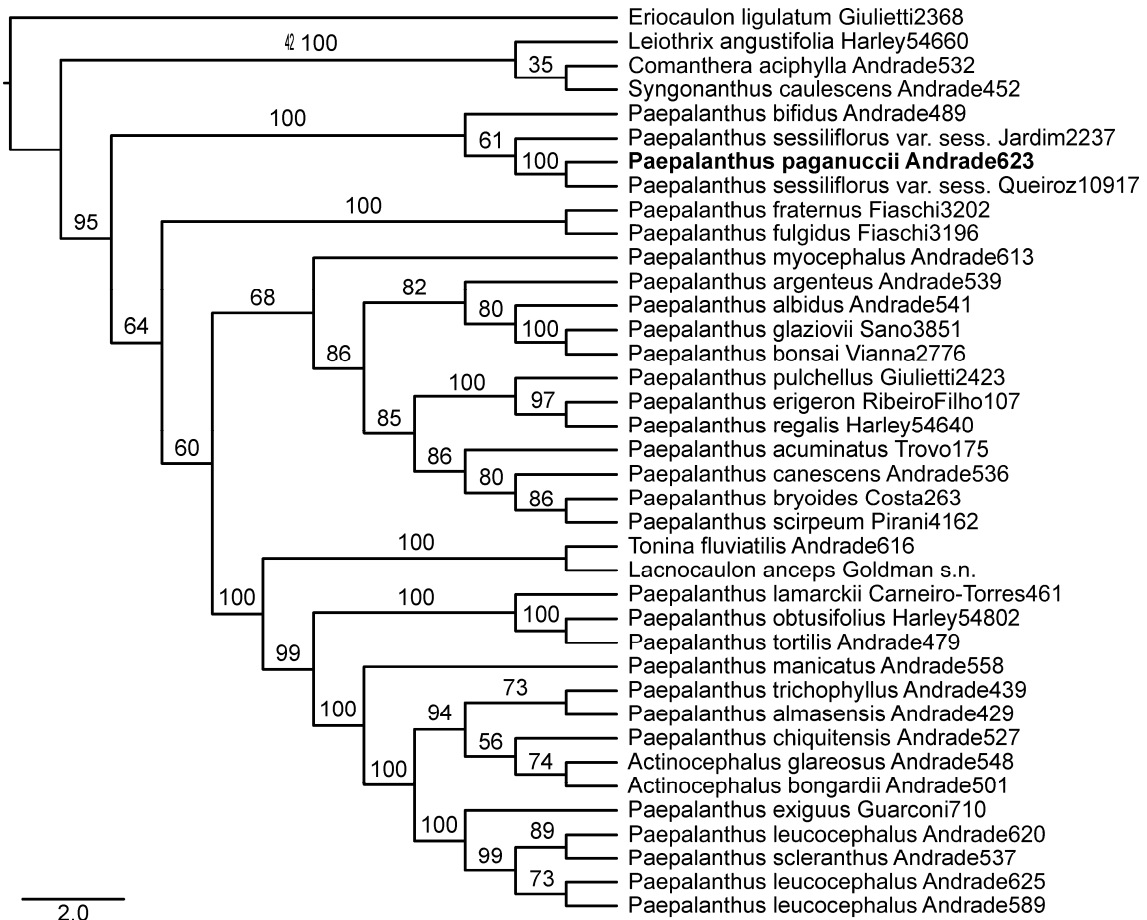 Eriocaulon ligulatum Giulietti2368
42 100
Leiothrix angustifolia Harley54660
35
Comanthera aciphylla Andrade532
Syngonanthus caulescens Andrade452
100
Paepalanthus bifidus Andrade489
61
Paepalanthus sessiliflorus var. sess. Jardim2237
100
Paepalanthus paganuccii Andrade623
Paepalanthus sessiliflorus var. sess. Queiroz10917
95
100
Paepalanthus fraternus Fiaschi3202
Paepalanthus fulgidus Fiaschi3196
64
Paepalanthus myocephalus Andrade613
68
82
Paepalanthus argenteus Andrade539
80
Paepalanthus albidus Andrade541
100
Paepalanthus glaziovii Sano3851
Paepalanthus bonsai Vianna2776
86
100
Paepalanthus pulchellus Giulietti2423
97
Paepalanthus erigeron RibeiroFilho107
Paepalanthus regalis Harley54640
85
60
86
Paepalanthus acuminatus Trovo175
80
Paepalanthus canescens Andrade536
86
Paepalanthus bryoides Costa263
Paepalanthus scirpeum Pirani4162
100
Tonina fluviatilis Andrade616
Lacnocaulon anceps Goldman s.n.
100
100
Paepalanthus lamarckii Carneiro-Torres461
100
Paepalanthus obtusifolius Harley54802
Paepalanthus tortilis Andrade479
99
Paepalanthus manicatus Andrade558
100
73
Paepalanthus trichophyllus Andrade439
Paepalanthus almasensis Andrade429
94
56
Paepalanthus chiquitensis Andrade527
74
Actinocephalus glareosus Andrade548
Actinocephalus bongardii Andrade501
100
100
Paepalanthus exiguus Guarconi710
89
Paepalanthus leucocephalus Andrade620
Paepalanthus scleranthus Andrade537
99
73
Paepalanthus leucocephalus Andrade625
Paepalanthus leucocephalus Andrade589
2.0